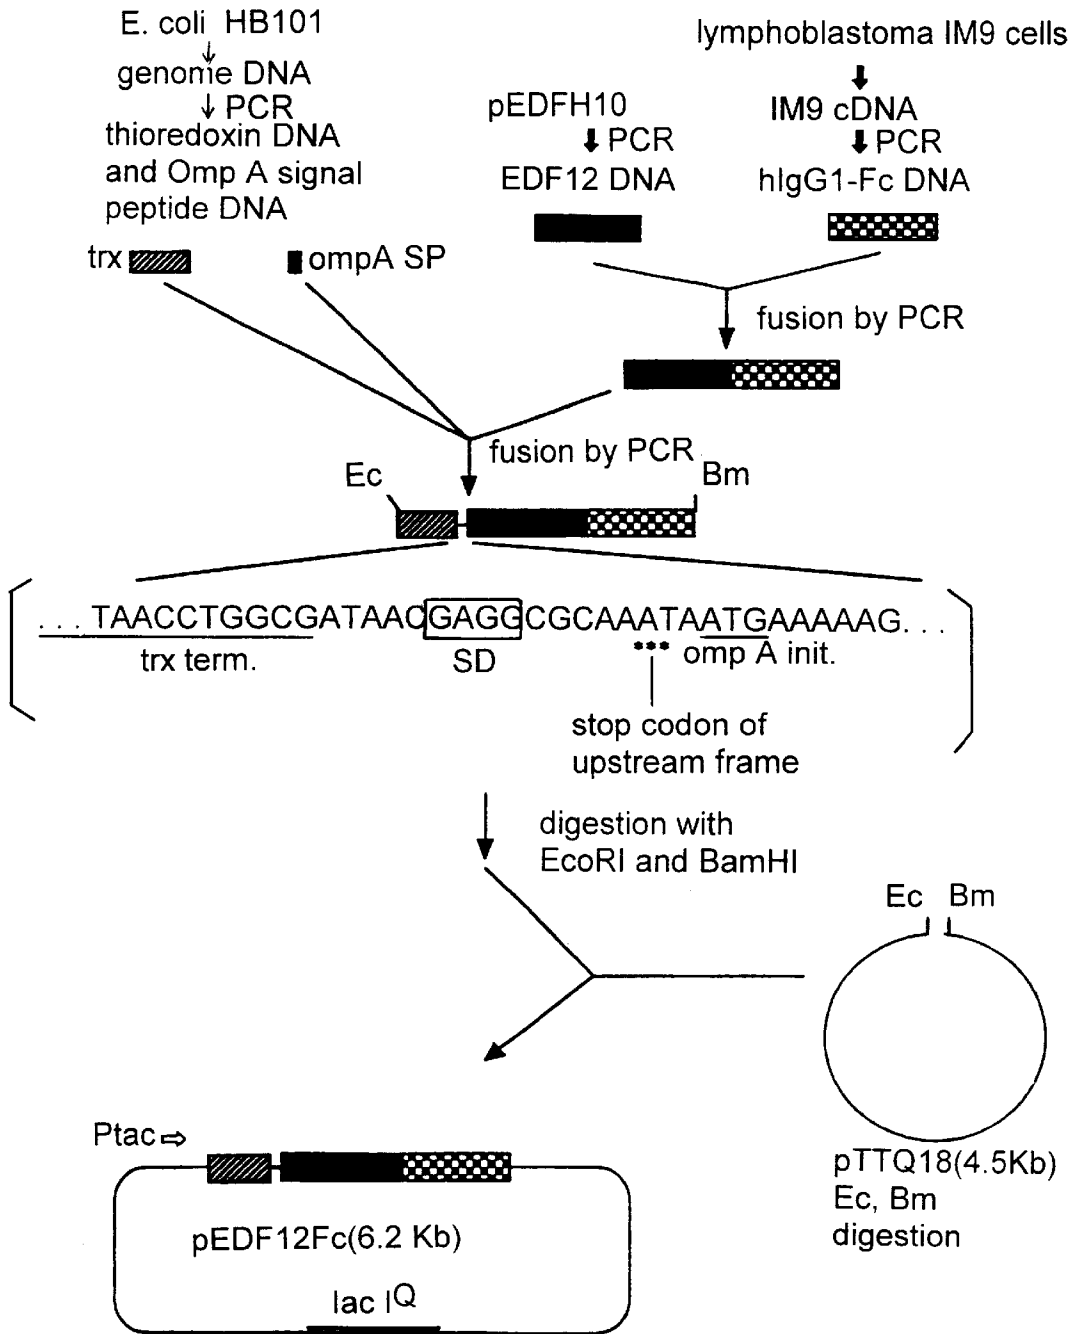 E. coli HB101
genome DNA
PCR
thioredoxin DNA
and Omp A signal
peptide DNA
trx
ompA SP
pEDFH10
PCR
EDF12 DNA
lymphoblastoma IM9 cells
IM9 cDNA
PCR
hIgG1-Fc DNA
fusion by PCR
fusion by PCR
Ec
Bm
. . . TAACCTGGCGATAACGAGGCGCAAATAATGAAAAAG. . .
trx term.
SD
*** omp A init.
stop codon of
upstream frame
digestion with
EcoRI and BamHI
Ec Bm
pTTQ18(4.5Kb)
Ec, Bm
digestion
Ptac⇨
pEDF12Fc(6.2 Kb)
lac IQ